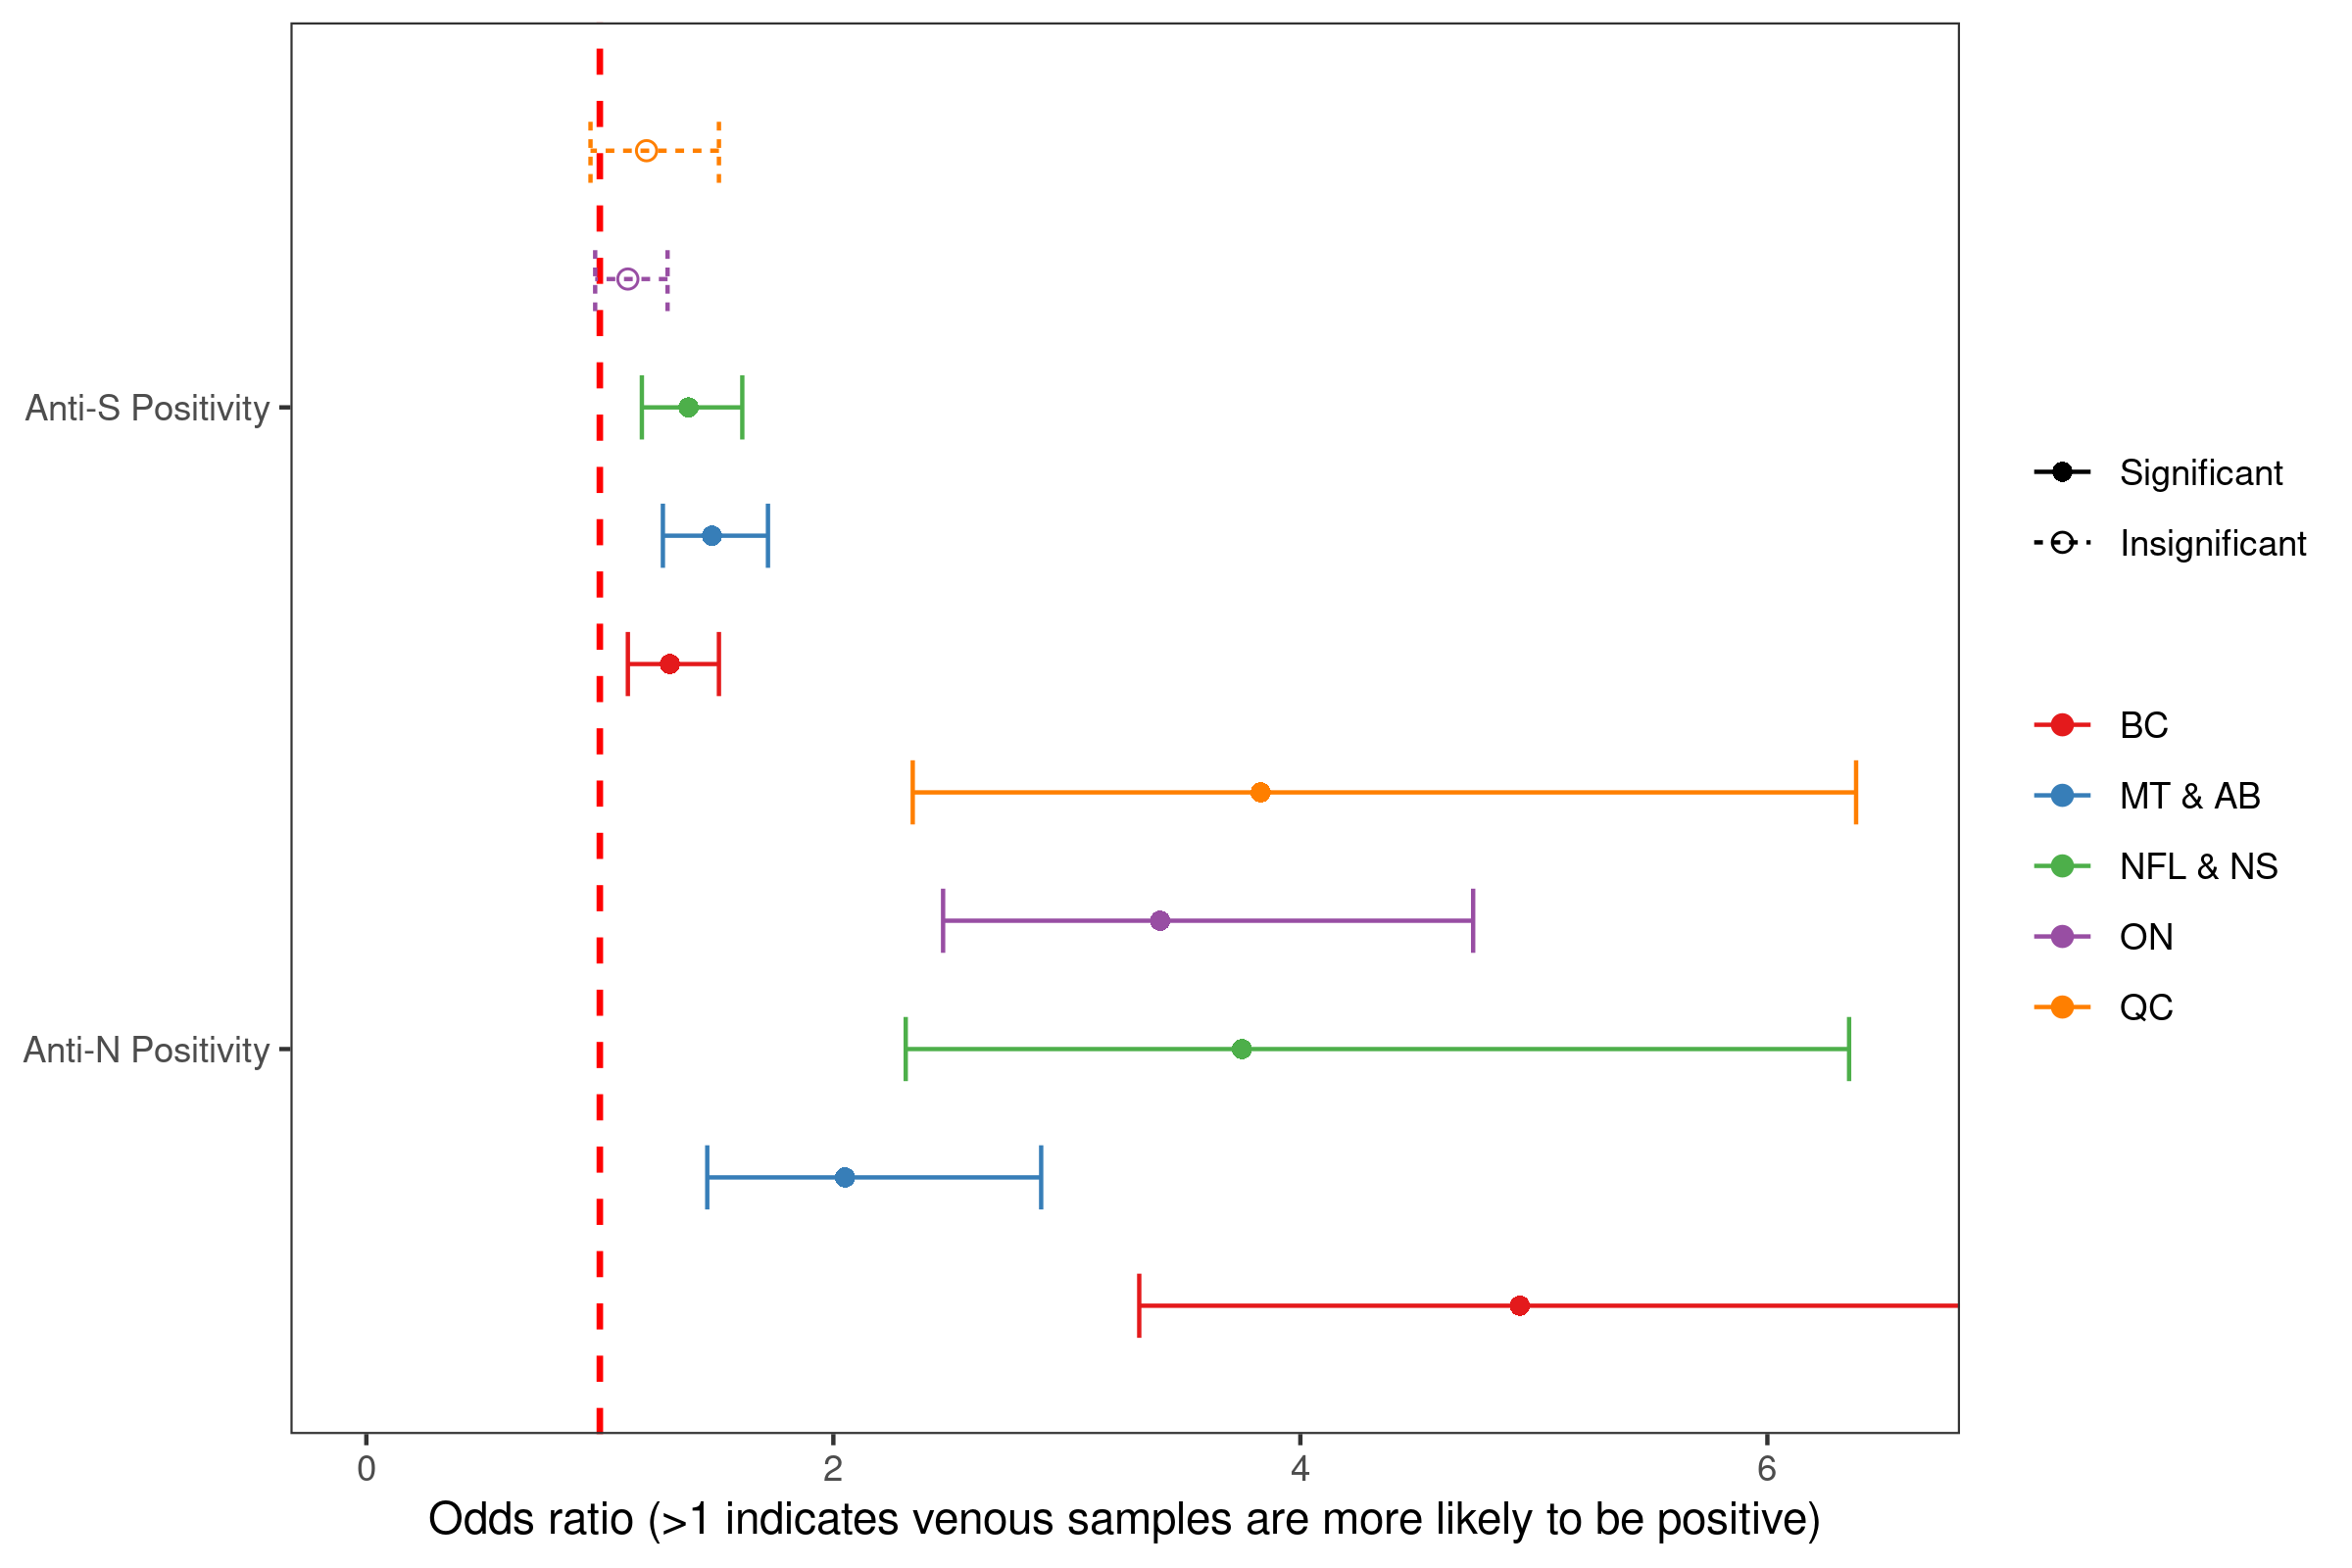 Anti-S Positivity
Anti-N Positivity
0
2
4
6
Odds ratio (>1 indicates venous samples are more likely to be positive)
Significant
Insignificant
BC
MT & AB
NFL & NS
ON
QC